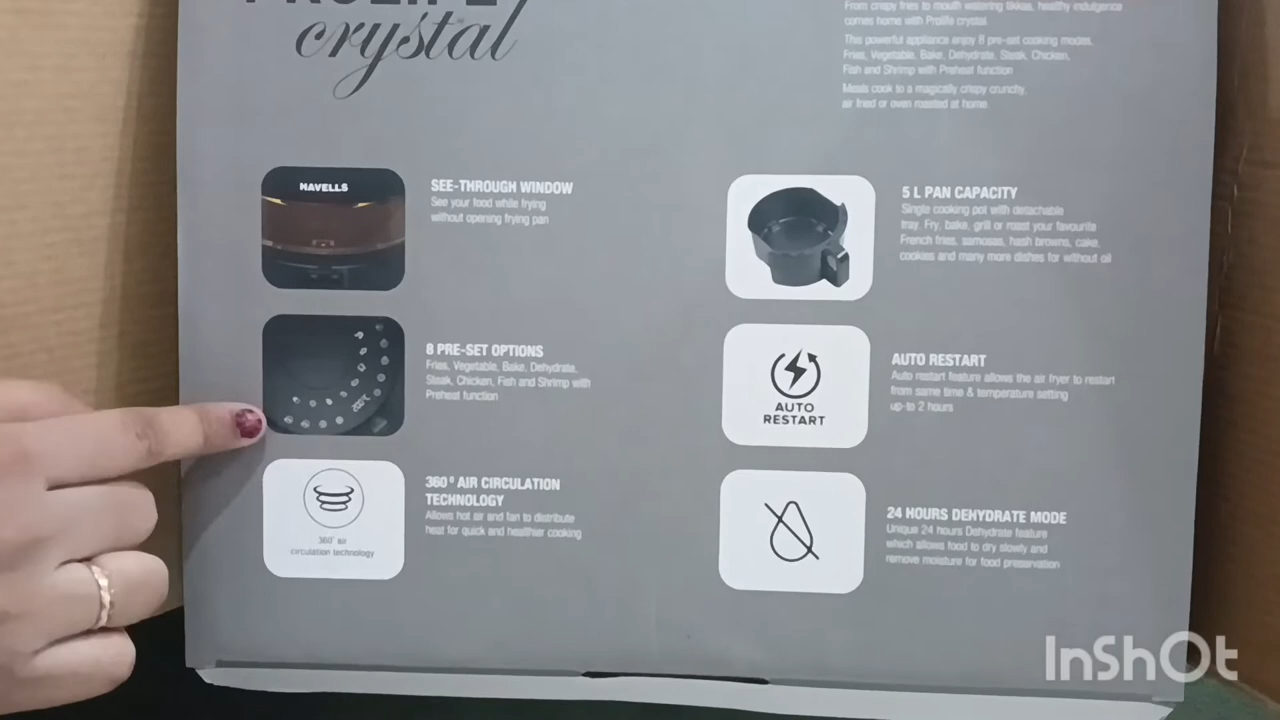 PROLIFE
crystal
From crispy fries to mouth watering tikkas, healthy indulgence
comes home with Prolife crystal.
This powerful appliance enjoy 8 pre-set cooking modes,
Fries, Vegetable, Bake, Dehydrate, Steak, Chicken,
Fish and Shrimp with Preheat function
Meals cook to a magically crispy crunchy,
air fried or oven roasted at home.
HAVELLS
SEE-THROUGH WINDOW
See your food while frying
without opening frying pan
5 L PAN CAPACITY
Single cooking pot with detachable
tray. Fry, bake, grill or roast your favourite
French fries, samosas, hash browns, cake,
cookies and many more dishes for without oil
200°C
8 PRE-SET OPTIONS
Fries, Vegetable, Bake, Dehydrate,
Steak, Chicken, Fish and Shrimp with
Preheat function
AUTO
RESTART
AUTO RESTART
Auto restart feature allows the air fryer to restart
from same time & temperature setting
up-to 2 hours
360° air
circulation technology
360° AIR CIRCULATION
TECHNOLOGY
Allows hot air and fan to distribute
heat for quick and healthier cooking
24 HOURS DEHYDRATE MODE
Unique 24 hours Dehydrate feature
which allows food to dry slowly and
remove moisture for food preservation
InShOt